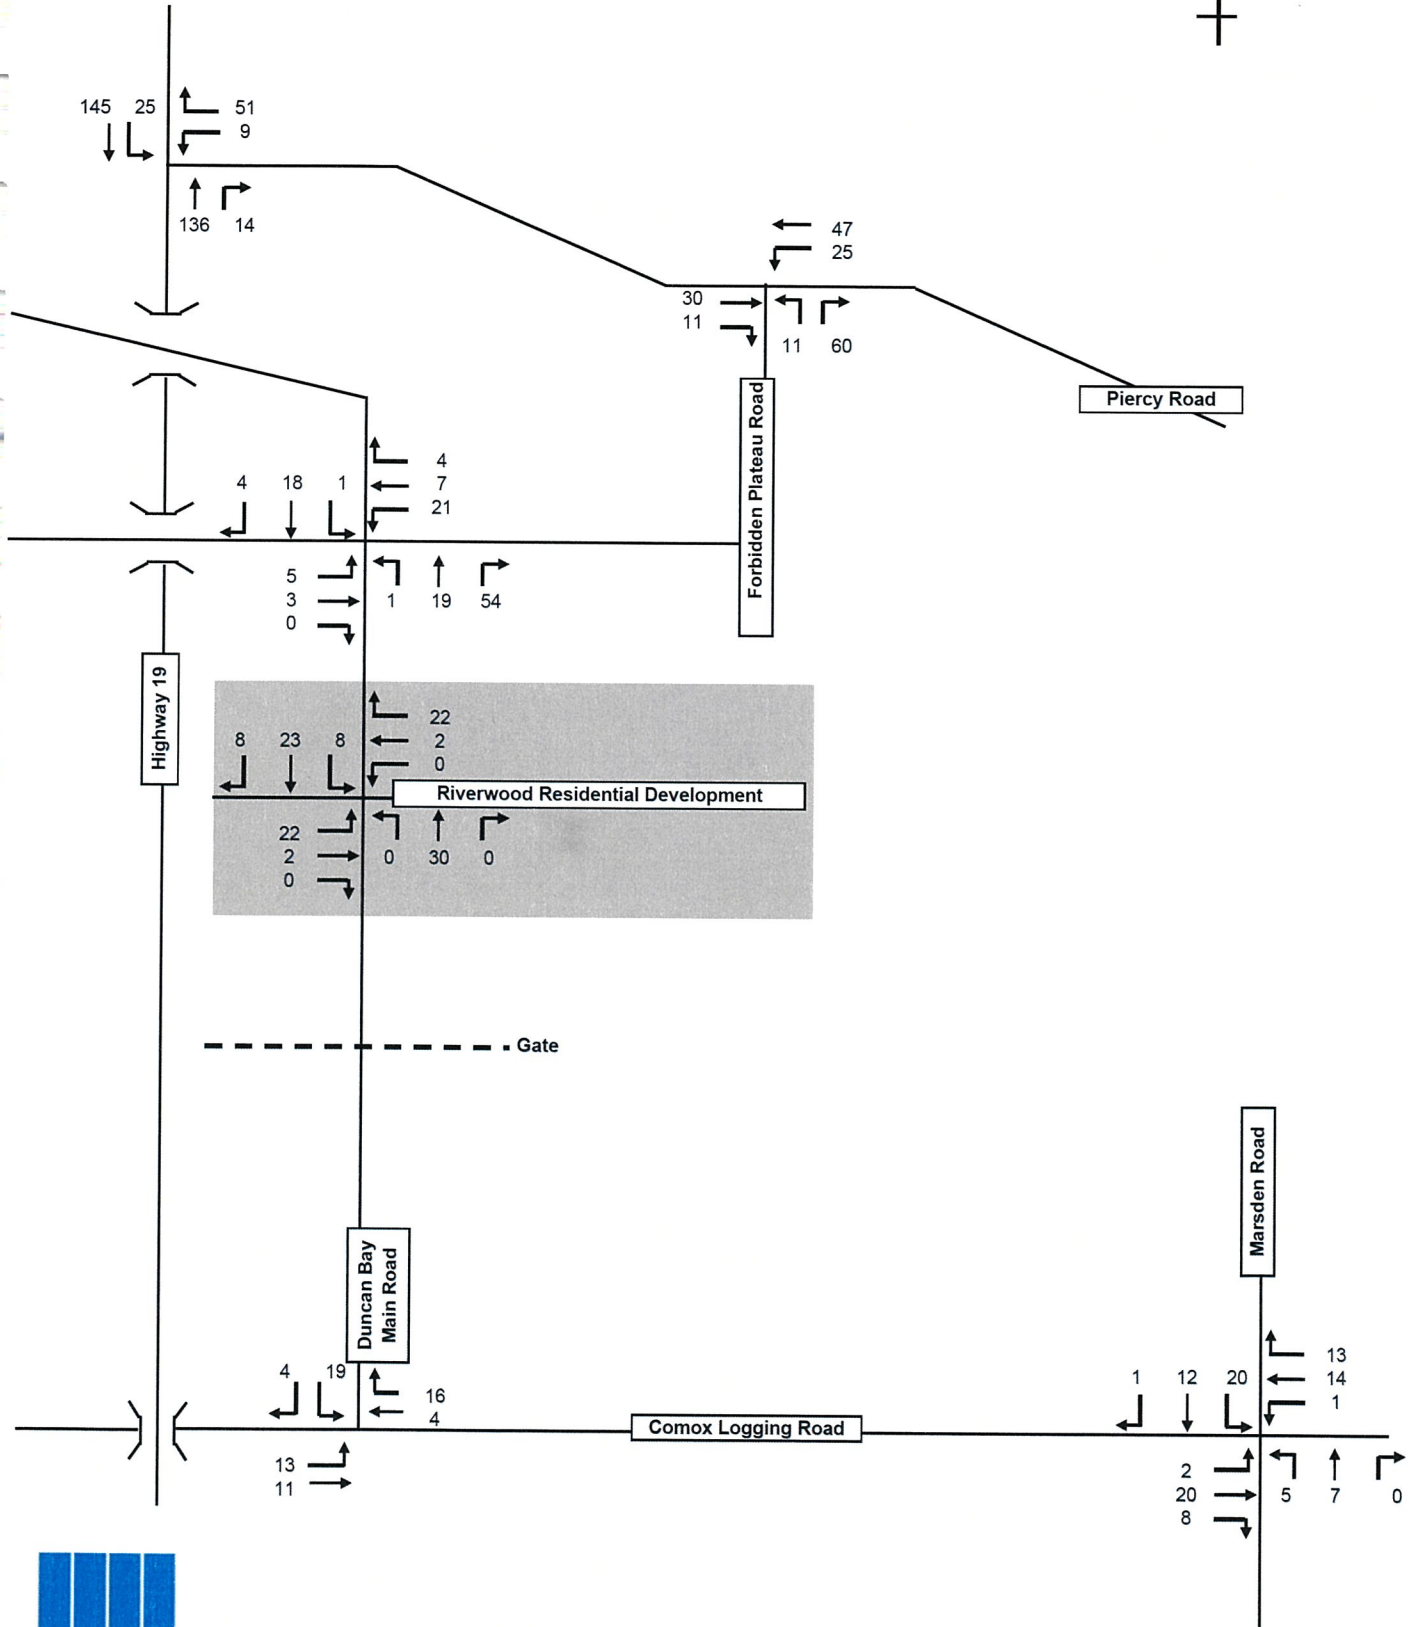 145 25 51
9
136 14
47
25
30
11
11 60
Piercy Road
Forbidden Plateau Road
4
4 18 1 7
21
5
3 1 19 54
0
Highway 19
22
8 23 8 2
0
Riverwood Residential Development
22
2 0 30 0
0
Gate
Marsden Road
Duncan Bay
Main Road
4 19
16
4
13
11
Comox Logging Road
13
1 12 20 14
1
2
20 5 7 0
8